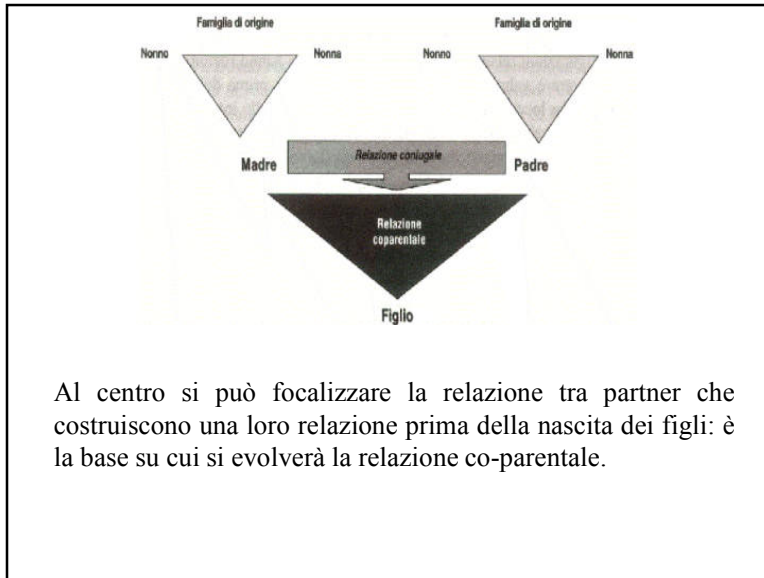 Famiglia di origine
Famiglia di origine
Nonno
Nonna
Nonno
Nonna
Madre
Relazione coniugale
Padre
Relazione
coparentale
Figlio
Al centro si può focalizzare la relazione tra partner che
costruiscono una loro relazione prima della nascita dei figli: è
la base su cui si evolverà la relazione co-parentale.